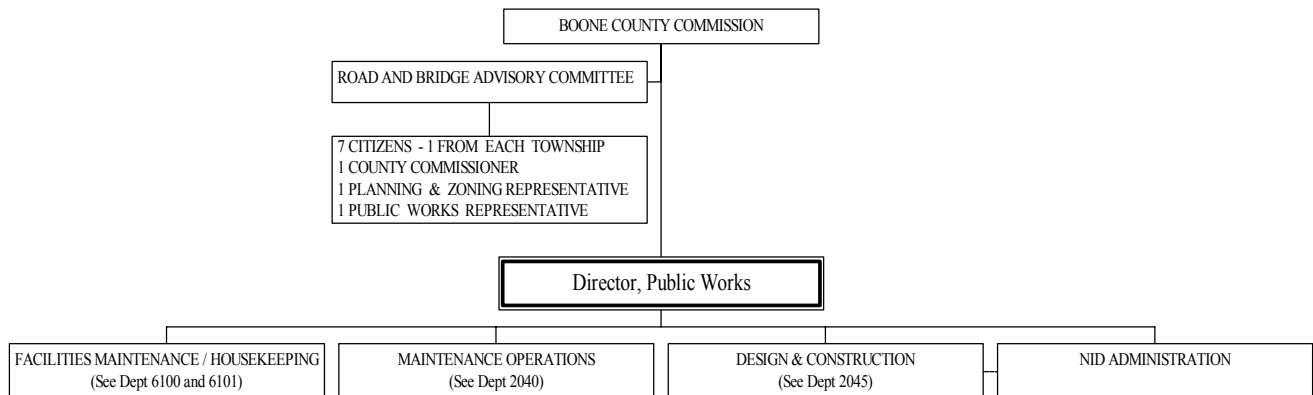 BOONE COUNTY COMMISSION
ROAD AND BRIDGE ADVISORY COMMITTEE
7 CITIZENS - 1 FROM EACH TOWNSHIP
1 COUNTY COMMISSIONER
1 PLANNING & ZONING REPRESENTATIVE
1 PUBLIC WORKS REPRESENTATIVE
Director, Public Works
FACILITIES MAINTENANCE / HOUSEKEEPING
(See Dept 6100 and 6101)
MAINTENANCE OPERATIONS
(See Dept 2040)
DESIGN & CONSTRUCTION
(See Dept 2045)
NID ADMINISTRATION